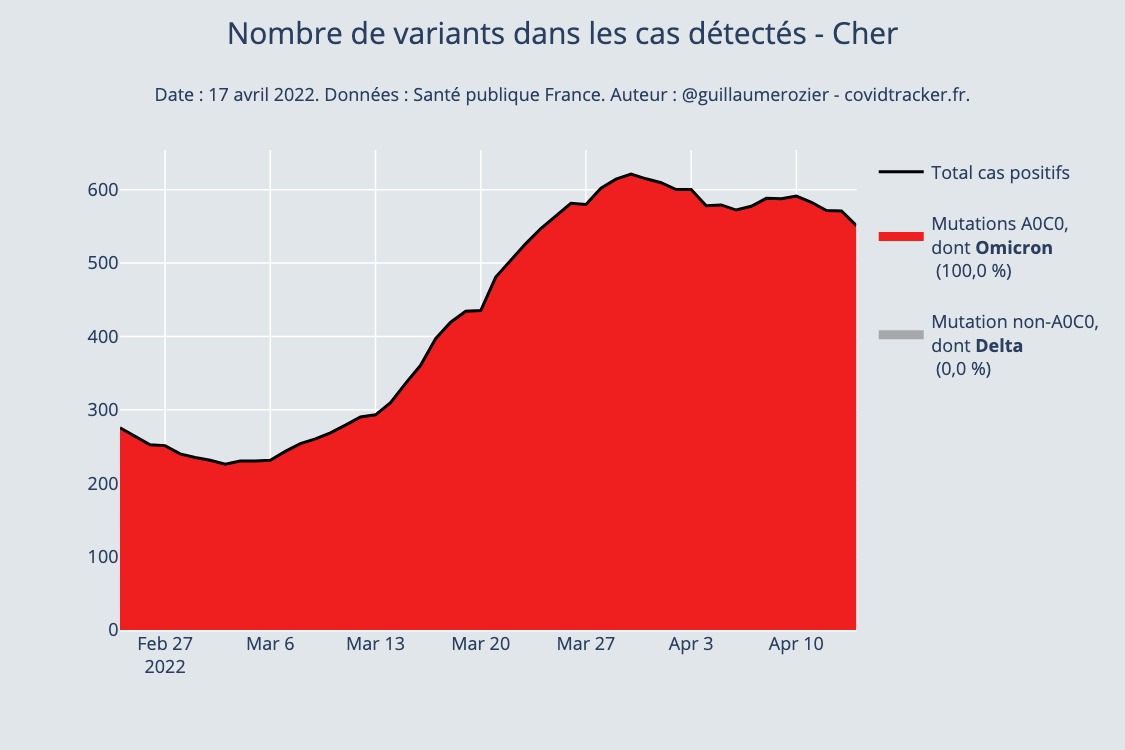 Nombre de variants dans les cas détectés - Cher
Date : 17 avril 2022. Données : Santé publique France. Auteur : @guillaumerozier - covidtracker.fr.
Total cas positifs
Mutations A0C0,
dont Omicron
(100,0 %)
Mutation non-A0C0,
dont Delta
(0,0 %)
600
500
400
300
200
100
0
Feb 27 Mar 6 Mar 13 Mar 20 Mar 27 Apr 3 Apr 10
2022